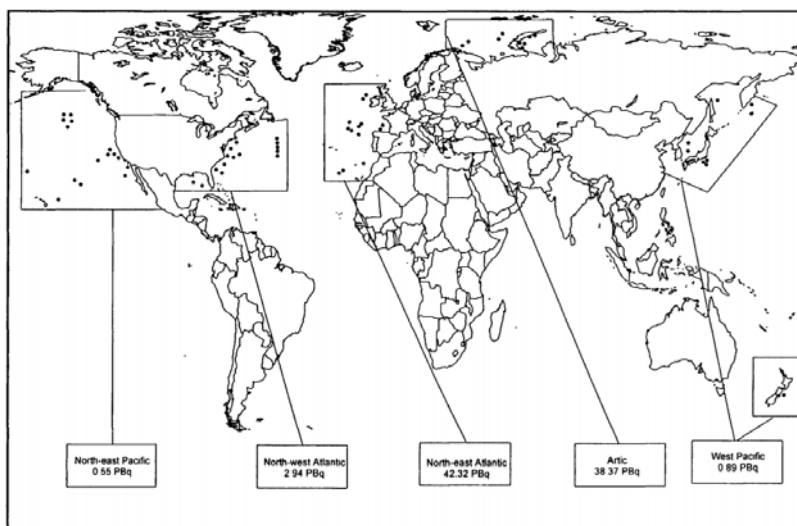 North-east Pacific
0.55 PBq
North-west Atlantic
2.94 PBq
North-east Atlantic
42.32 PBq
Artic
38.37 PBq
West Pacific
0.89 PBq